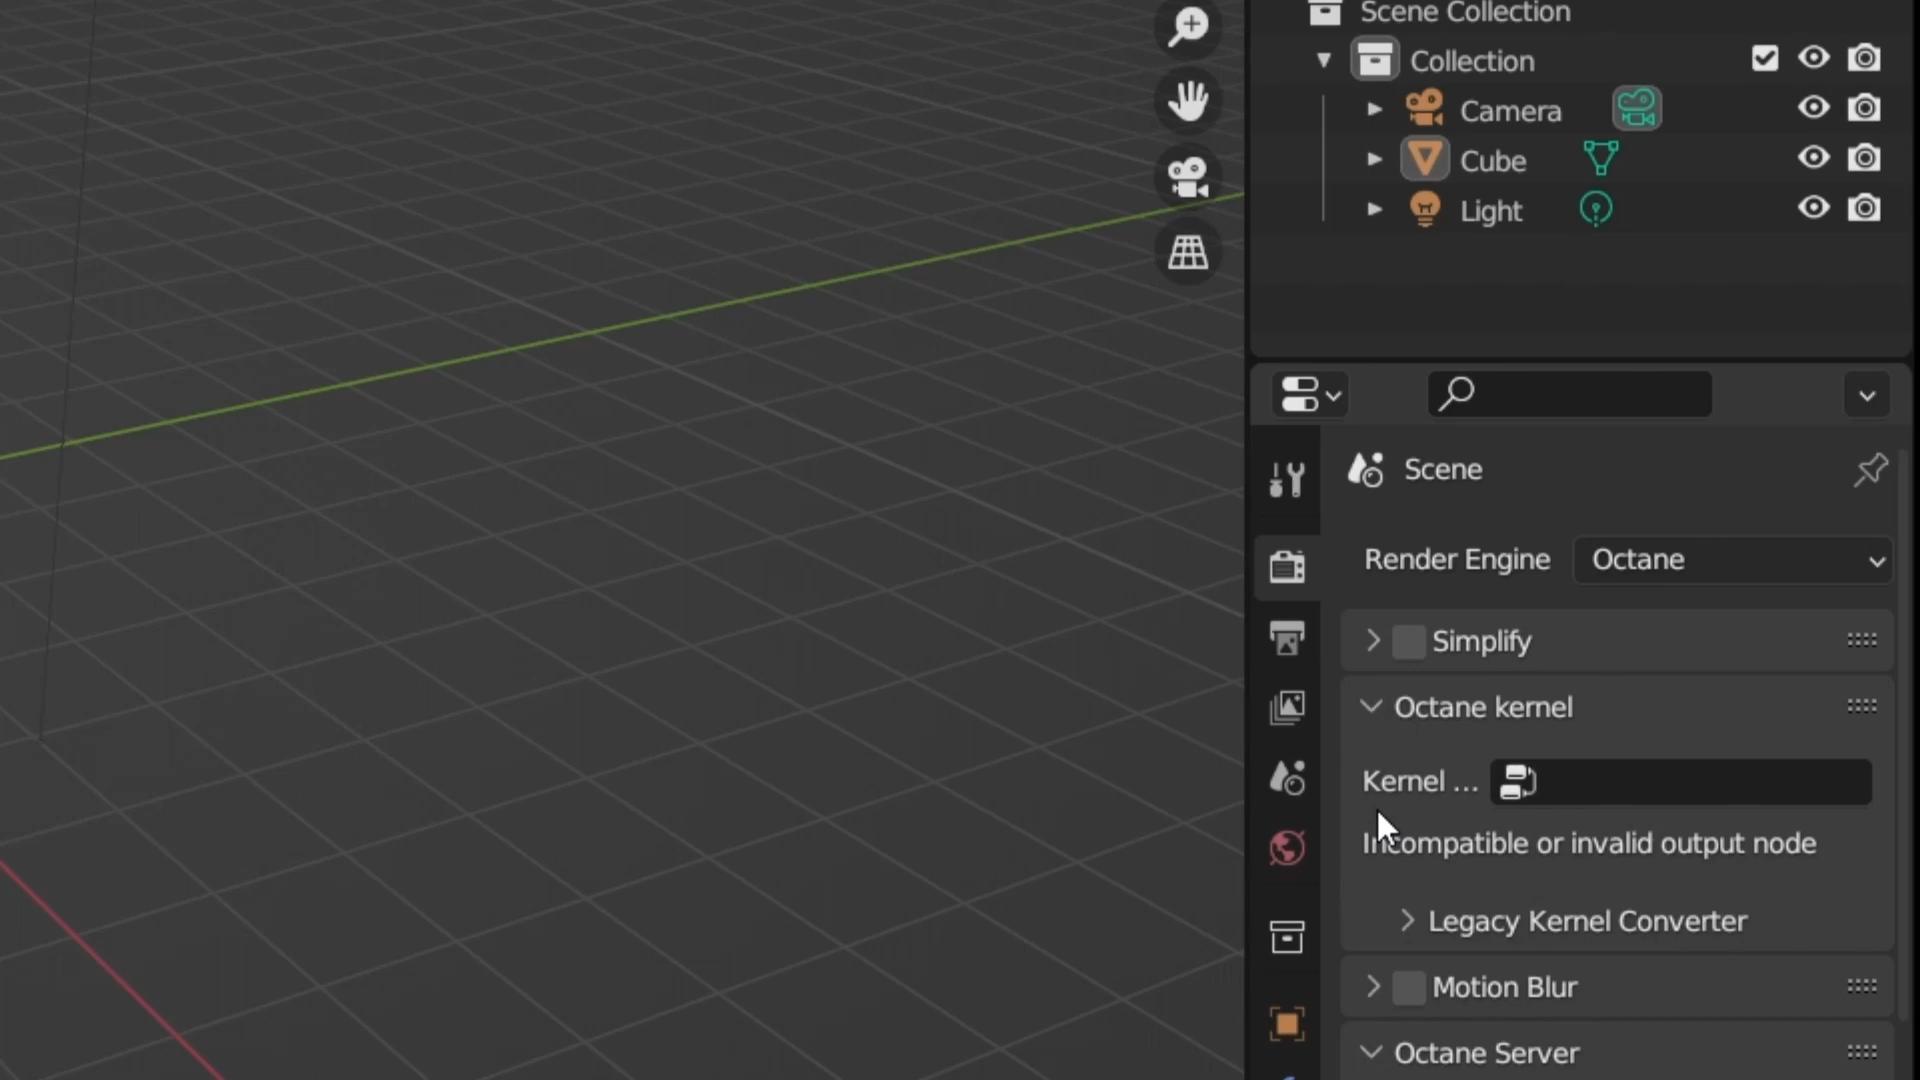 Scene Collection
Collection
Camera
Cube
Light
Scene
Render Engine Octane
Simplify
Octane kernel
Kernel ...
Incompatible or invalid output node
Legacy Kernel Converter
Motion Blur
Octane Server